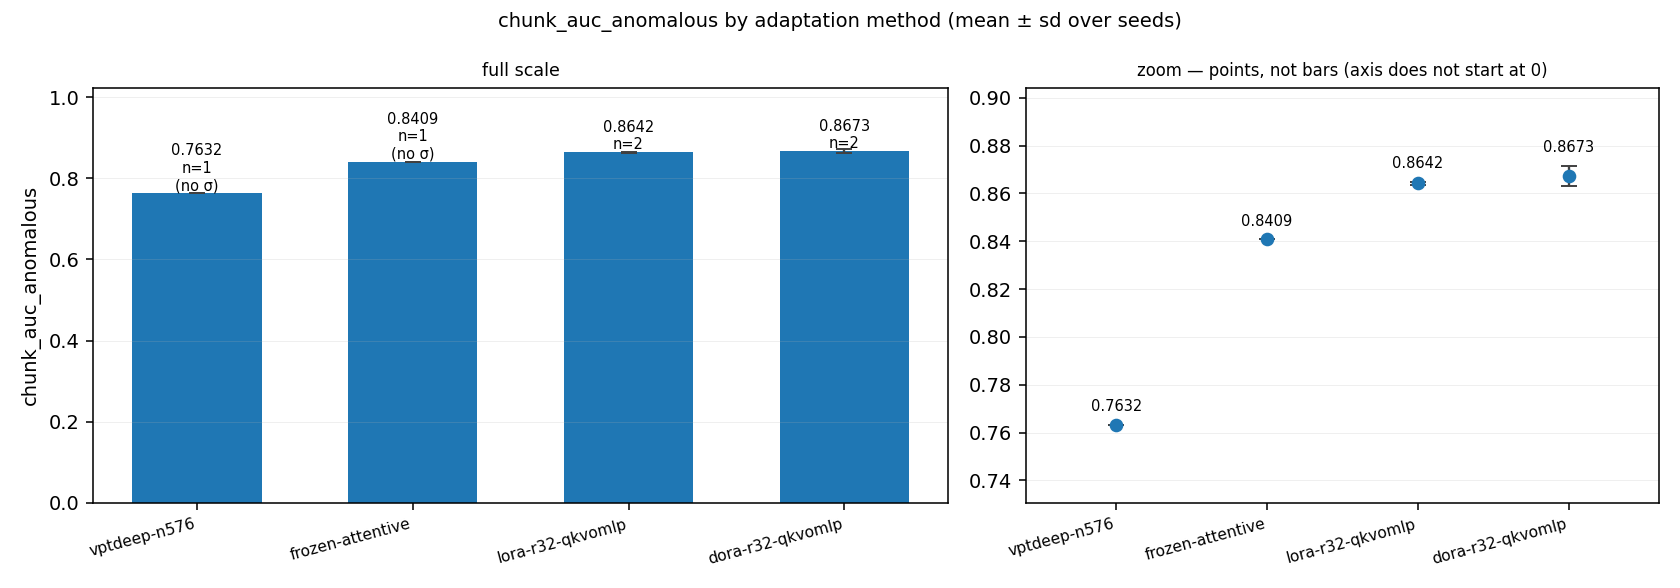 chunk_auc_anomalous by adaptation method (mean ± sd over seeds)
full scale
chunk_auc_anomalous
1.0
0.8
0.6
0.4
0.2
0.0
0.7632
n=1
(no σ)
0.8409
n=1
(no σ)
0.8642
n=2
0.8673
n=2
vptdeep-n576
frozen-attentive
lora-r32-qkvomlp
dora-r32-qkvomlp
zoom — points, not bars (axis does not start at 0)
0.90
0.88
0.86
0.84
0.82
0.80
0.78
0.76
0.74
0.7632
0.8409
0.8642
0.8673
vptdeep-n576
frozen-attentive
lora-r32-qkvomlp
dora-r32-qkvomlp